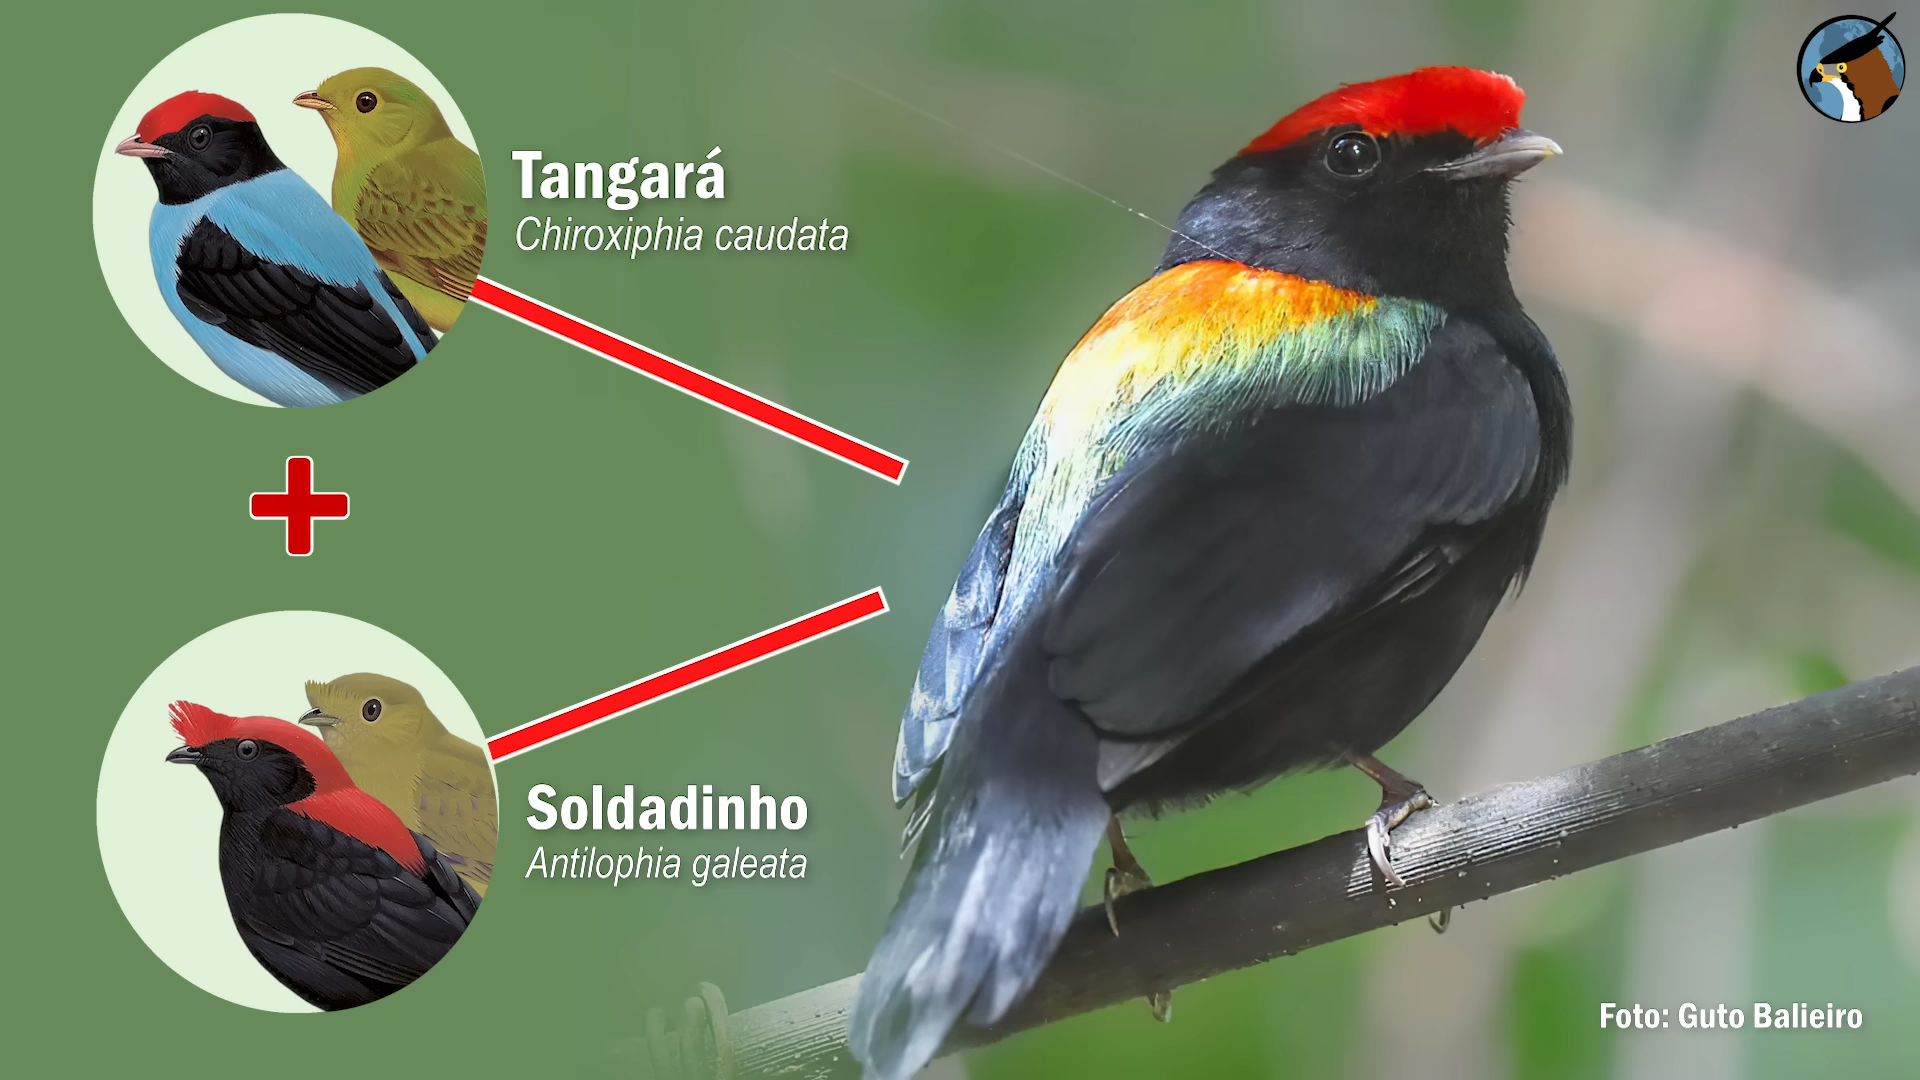 Tangará
Chiroxiphia caudata
Soldadinho
Antilophia galeata
Foto: Guto Balieiro